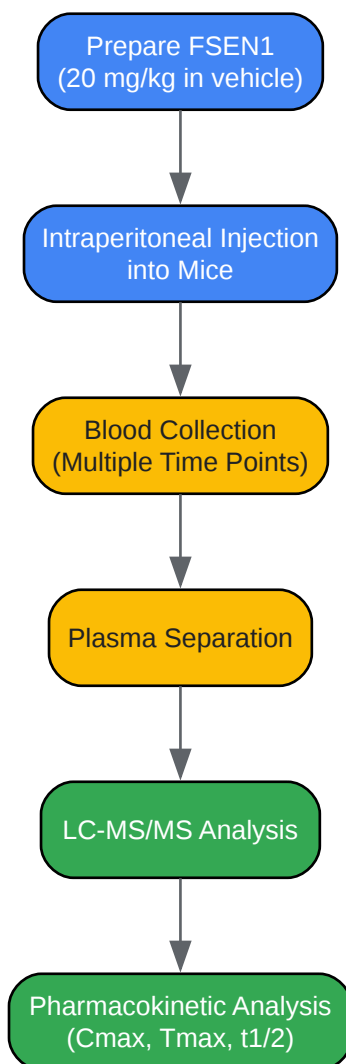 Prepare FSEN1
(20 mg/kg in vehicle)
Intraperitoneal Injection
into Mice
Blood Collection
(Multiple Time Points)
Plasma Separation
LC-MS/MS Analysis
Pharmacokinetic Analysis
(Cmax, Tmax, t1/2)